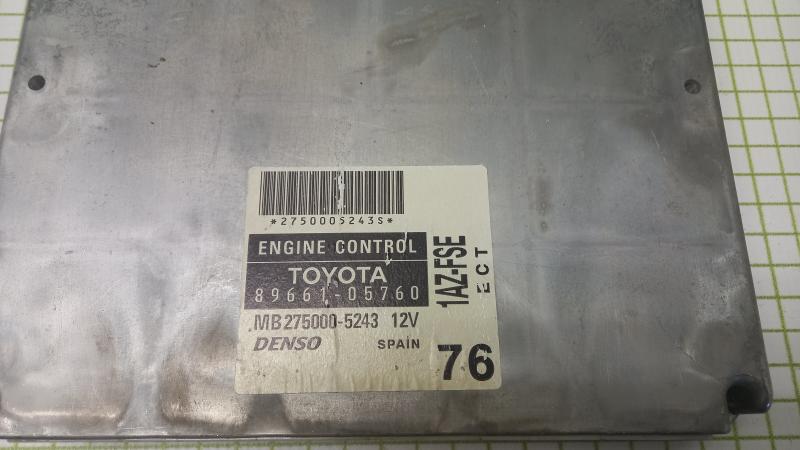 *2750005243S*
ENGINE CONTROL
TOYOTA
89661-05760
MB275000-5243 12V
DENSO SPAIN
1AZ-FSE
ECT
76